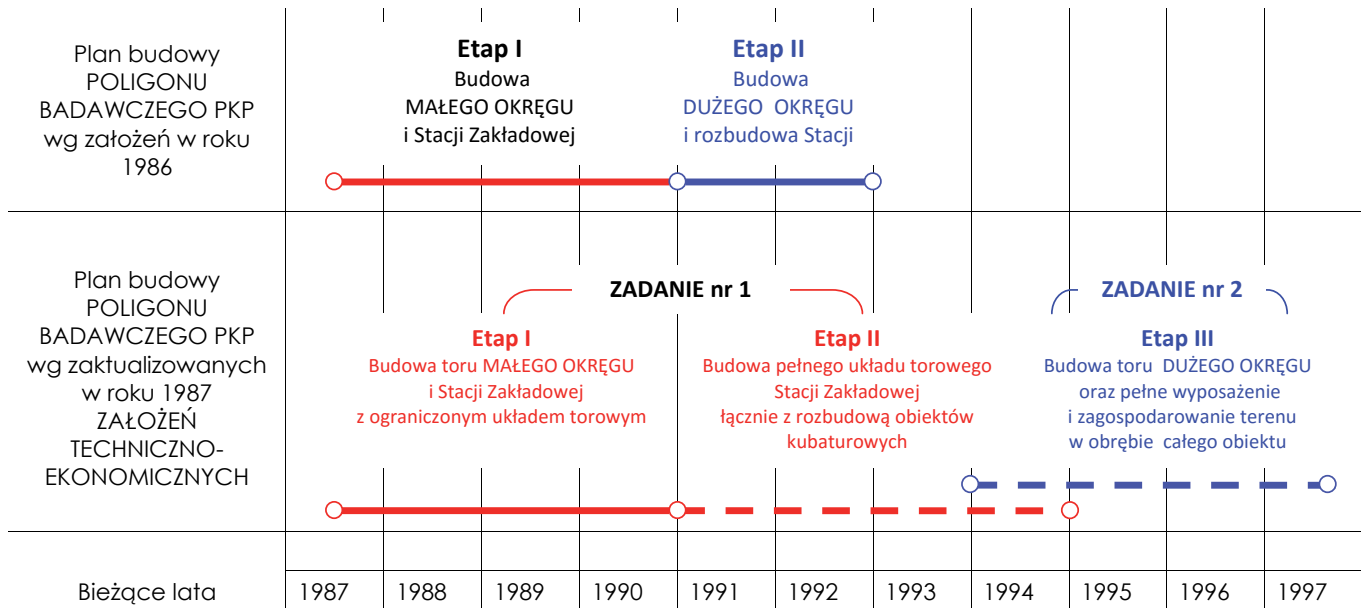 Plan budowy
POLIGONU
BADAWCZEGO PKP
wg założeń w roku
1986
Etap I
Budowa
MAŁEGO OKRĘGU
i Stacji Zakładowej
Etap II
Budowa
DUŻEGO OKRĘGU
i rozbudowa Stacji
Plan budowy
POLIGONU
BADAWCZEGO PKP
wg zaktualizowanych
w roku 1987
ZAŁOŻEŃ
TECHNICZNO-
EKONOMICZNYCH
ZADANIE nr 1
Etap I
Budowa toru MAŁEGO OKRĘGU
i Stacji Zakładowej
z ograniczonym układem torowym
Etap II
Budowa pełnego układu torowego
Stacji Zakładowej
łącznie z rozbudową obiektów
kubaturowych
ZADANIE nr 2
Etap III
Budowa toru DUŻEGO OKRĘGU
oraz pełne wyposażenie
i zagospodarowanie terenu
w obrębie całego obiektu
Bieżące lata 1987 1988 1989 1990 1991 1992 1993 1994 1995 1996 1997